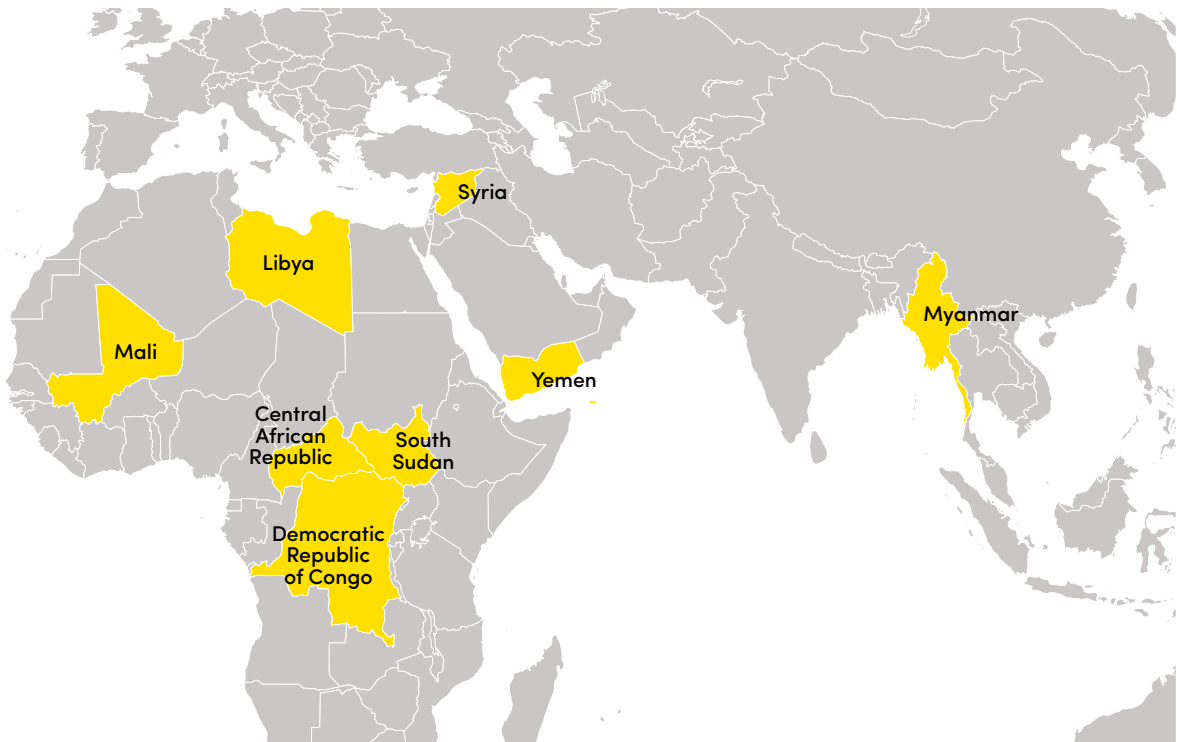 Syria
Libya
Myanmar
Mali
Yemen
Central
African
Republic
South
Sudan
Democratic
Republic
of Congo